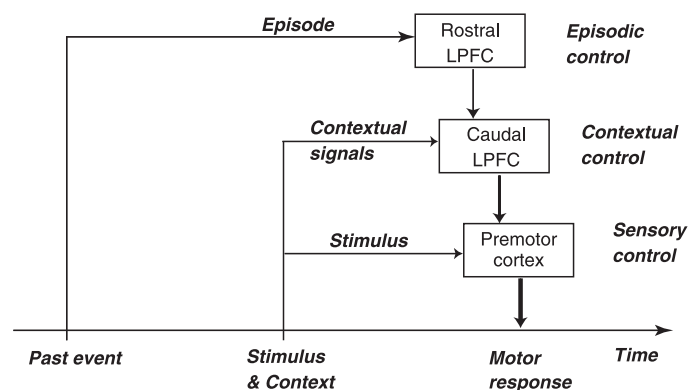 Episode
Rostral
LPFC
Episodic
control
Contextual
signals
Caudal
LPFC
Contextual
control
Stimulus
Premotor
cortex
Sensory
control
Past event
Stimulus
& Context
Motor
response
Time